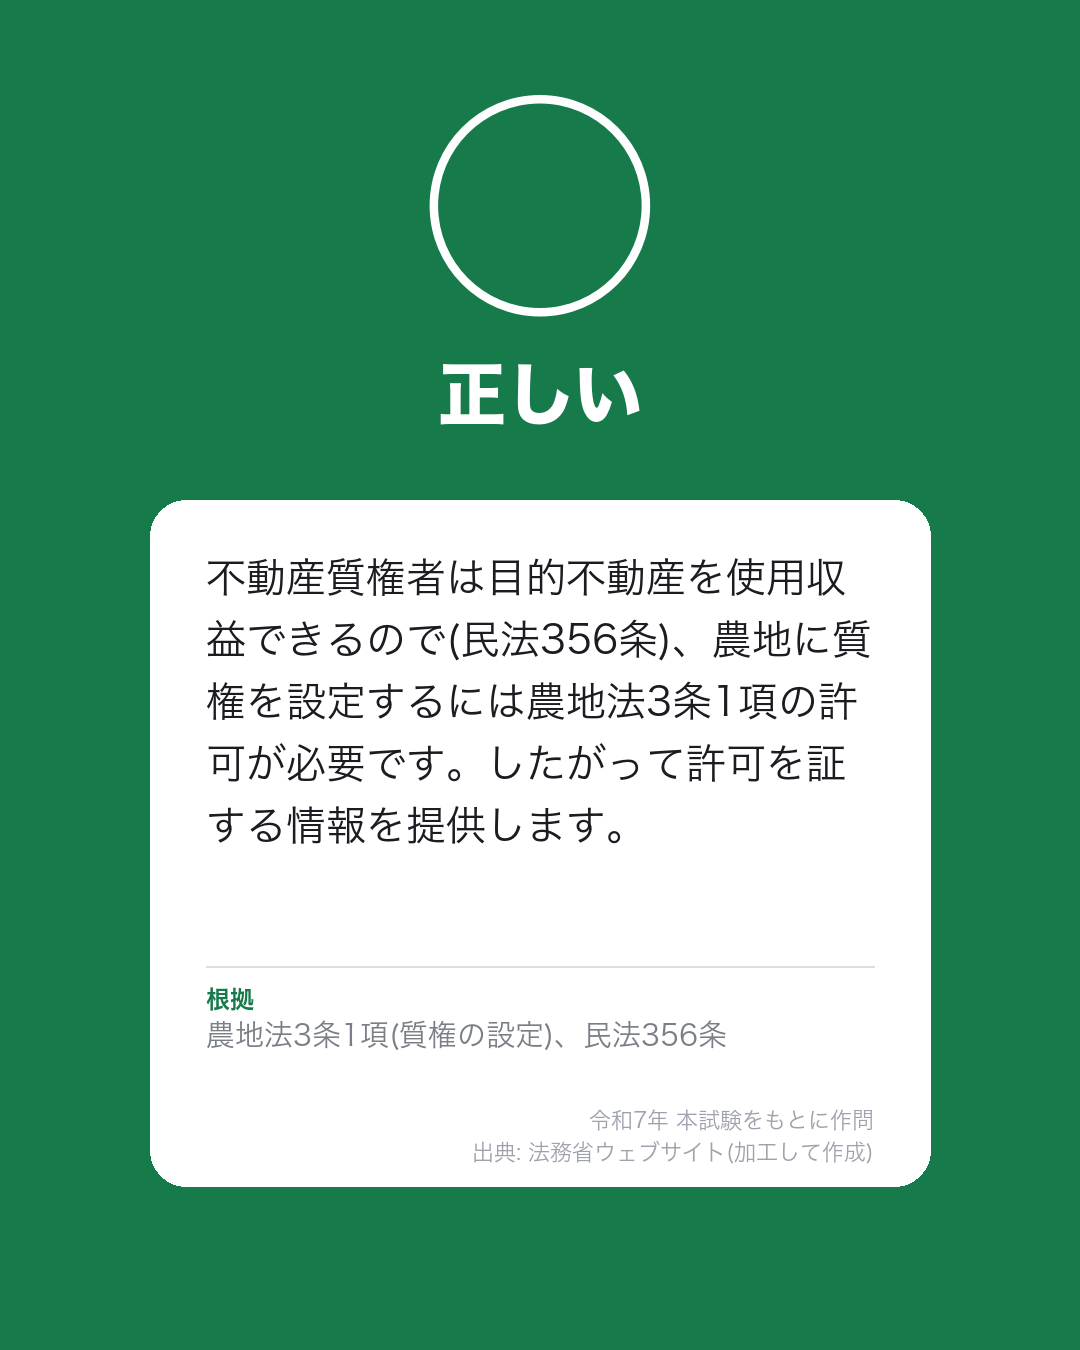 正しい
不動産質権者は目的不動産を使用収
益できるので(民法356条)、農地に質
権を設定するには農地法3条1項の許
可が必要です。したがって許可を証
する情報を提供します。
根拠
農地法3条1項(質権の設定)、民法356条
令和7年 本試験をもとに作問
出典: 法務省ウェブサイト(加工して作成)